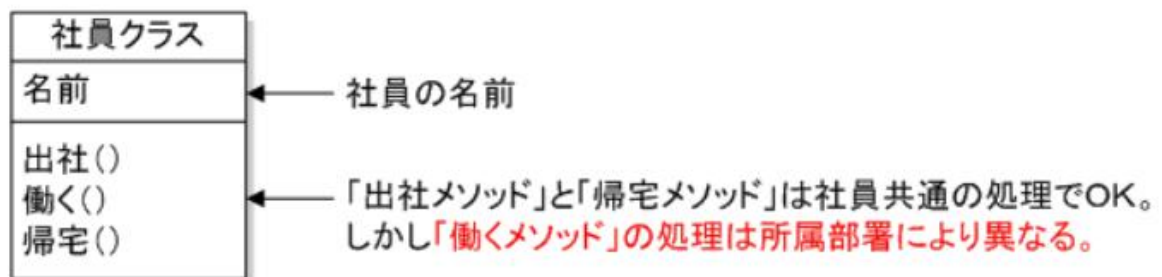 社員クラス
名前
社員の名前
出社()
働く()
帰宅()
「出社メソッド」と「帰宅メソッド」は社員共通の処理でOK。
しかし「働くメソッド」の処理は所属部署により異なる。